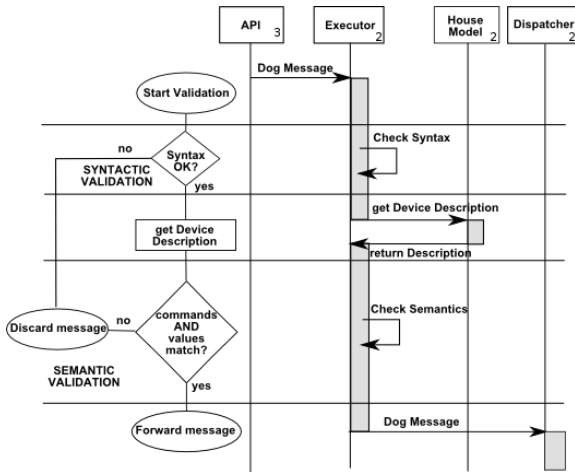 API
3
Executor
2
House
Model
2
Dispatcher
2
Dog Message
Start Validation
Check Syntax
no
Syntax
OK?
SYNTACTIC
VALIDATION
yes
get Device Description
get Device
Description
return Description
commands
AND
values
match?
Check Semantics
Discard message
no
SEMANTIC
VALIDATION
yes
Forward message
Dog Message